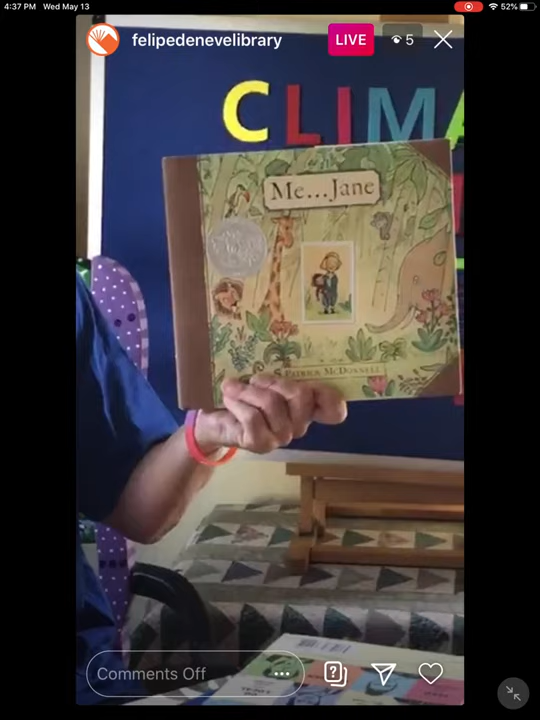 4:37 PM Wed May 13
52%
felipedenevelibrary
LIVE
5
CLIMA
Me...Jane
PATRICK McDONNELL
Comments Off